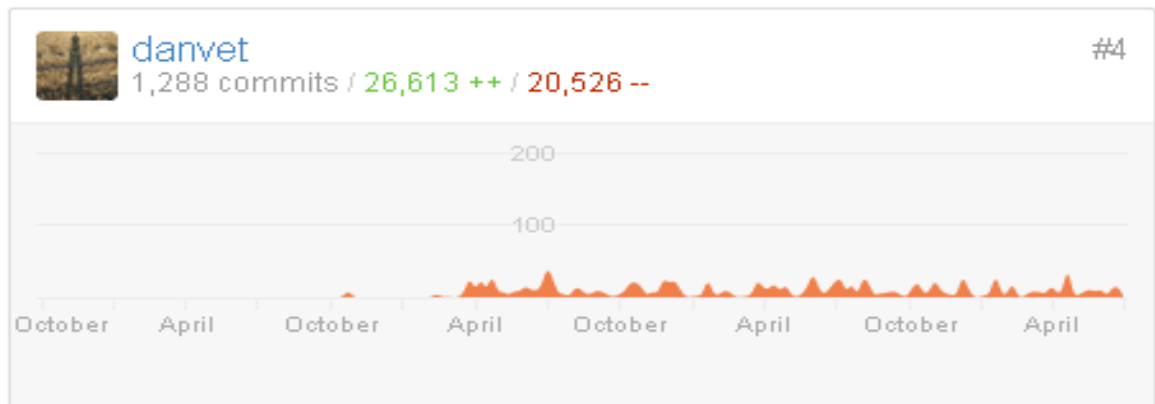 danvet #4
1,288 commits / 26,613 ++ / 20,526 --
200
100
October April October April October April October April